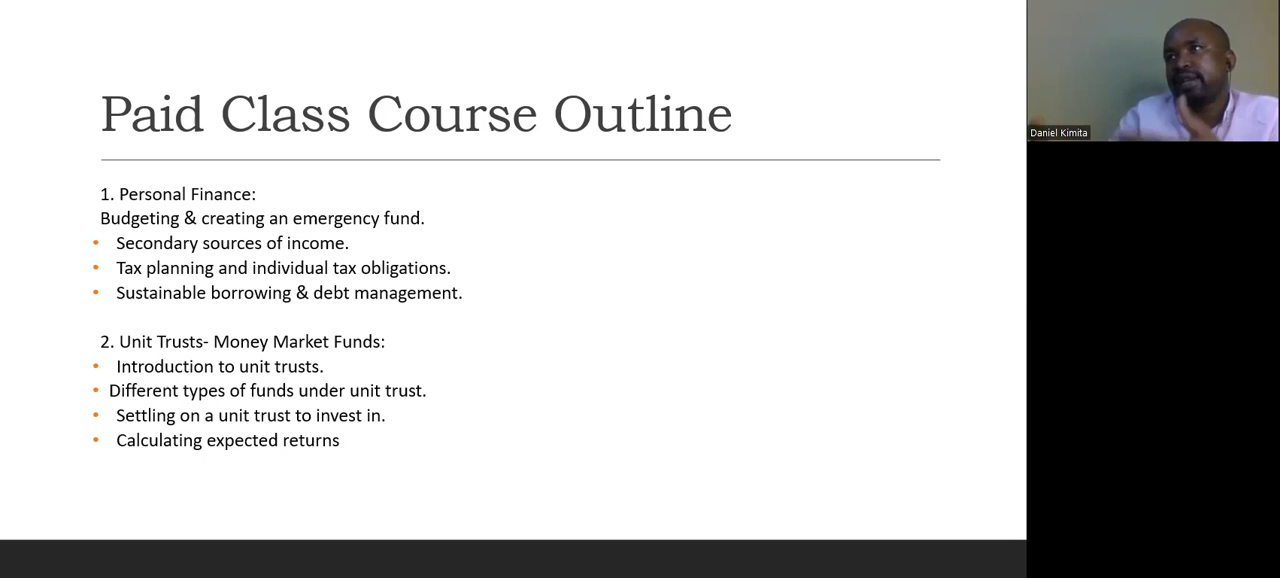 Paid Class Course Outline
1. Personal Finance:
Budgeting & creating an emergency fund.
• Secondary sources of income.
• Tax planning and individual tax obligations.
• Sustainable borrowing & debt management.
2. Unit Trusts- Money Market Funds:
• Introduction to unit trusts.
• Different types of funds under unit trust.
• Settling on a unit trust to invest in.
• Calculating expected returns
Daniel Kimita